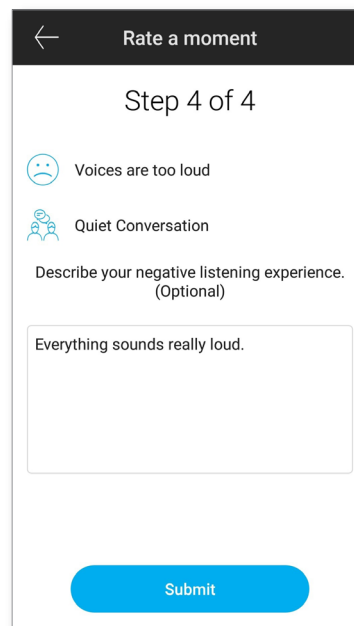 Rate a moment
Step 4 of 4
Voices are too loud
Quiet Conversation
Describe your negative listening experience.
(Optional)
Everything sounds really loud.
Submit